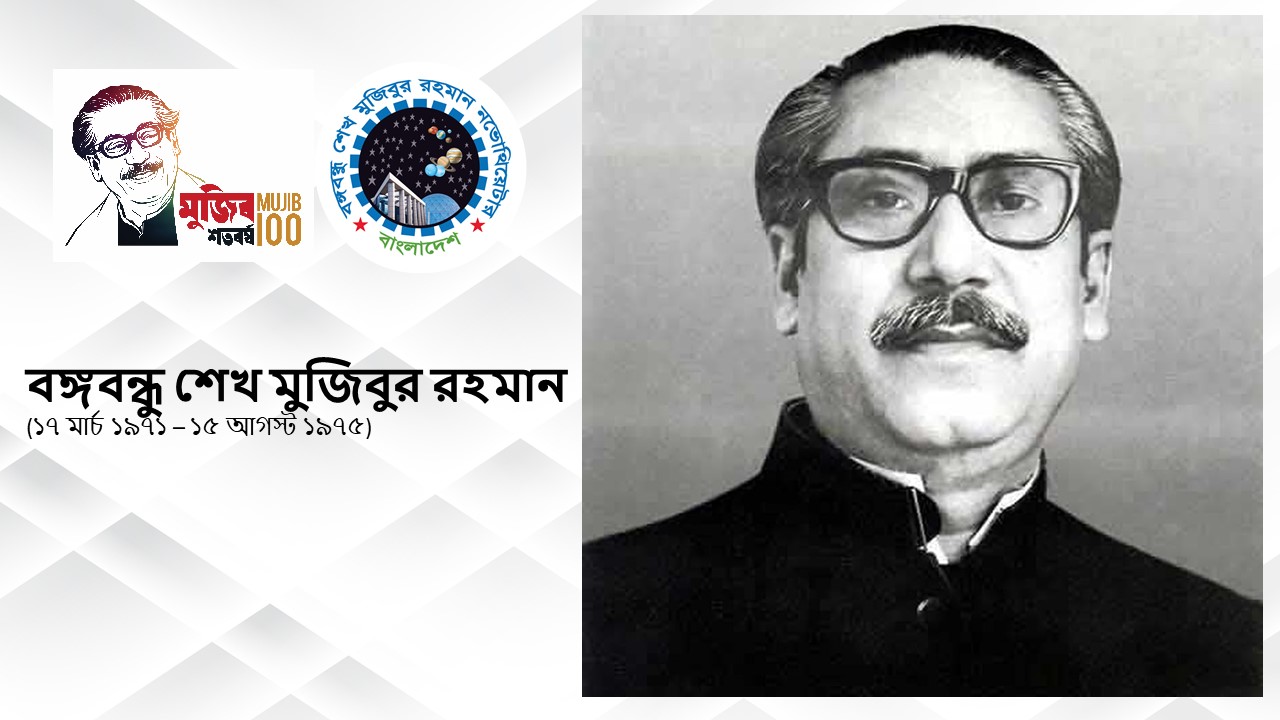 মুজিব
শতবর্ষ
MUJIB
100
বঙ্গবন্ধু শেখ মুজিবুর রহমান নভোথিয়েটার
বাংলাদেশ
বঙ্গবন্ধু শেখ মুজিবুর রহমান
(১৭ মার্চ ১৯৭১ – ১৫ আগস্ট ১৯৭৫)